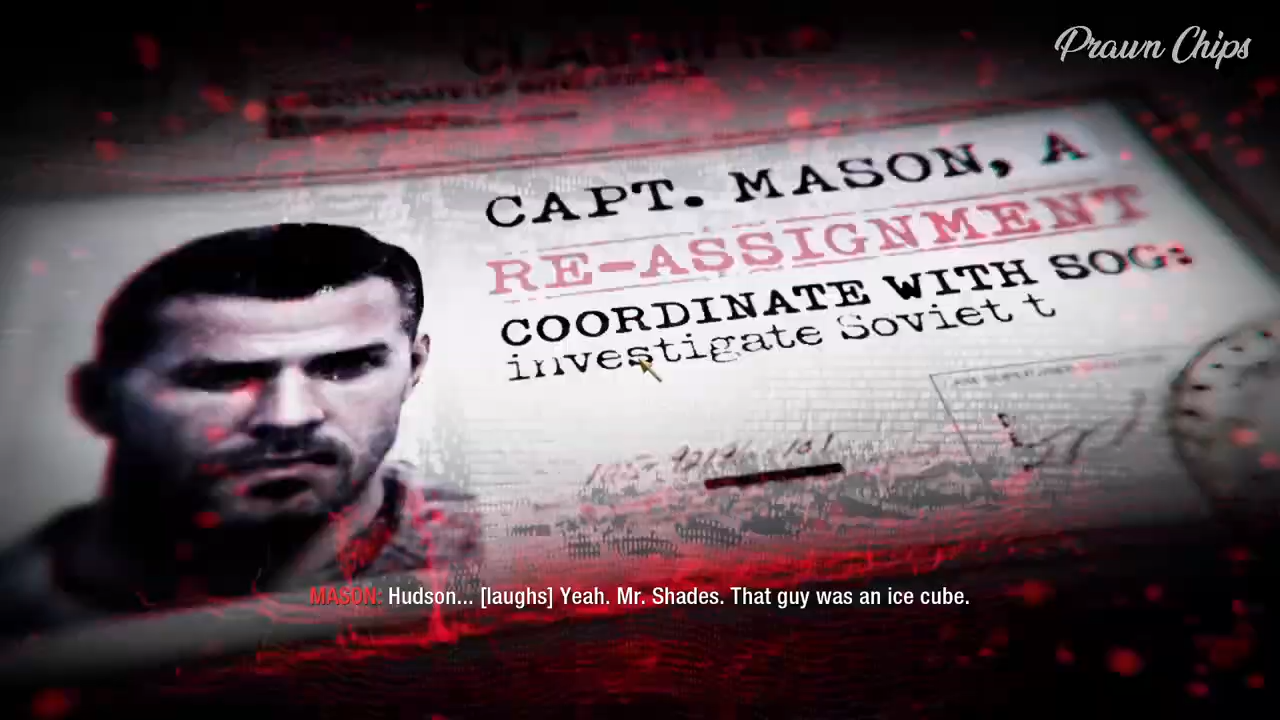 Prawn Chips
CAPT. MASON, A
RE-ASSIGNMENT
COORDINATE WITH SOG:
investigate Soviet t
MASON: Hudson... [laughs] Yeah. Mr. Shades. That guy was an ice cube.